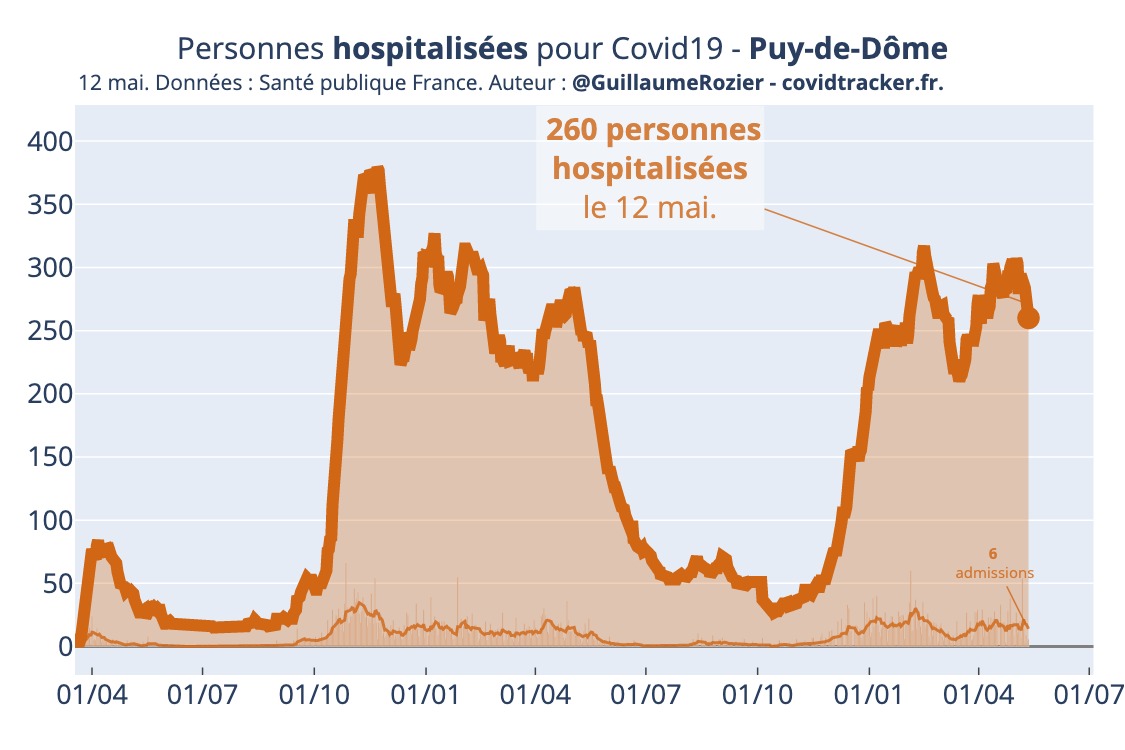 Personnes hospitalisées pour Covid19 - Puy-de-Dôme
12 mai. Données : Santé publique France. Auteur : @GuillaumeRozier - covidtracker.fr.
260 personnes
hospitalisées
le 12 mai.
400
350
300
250
200
150
100
50
0
6
admissions
01/04 01/07 01/10 01/01 01/04 01/07 01/10 01/01 01/04 01/07